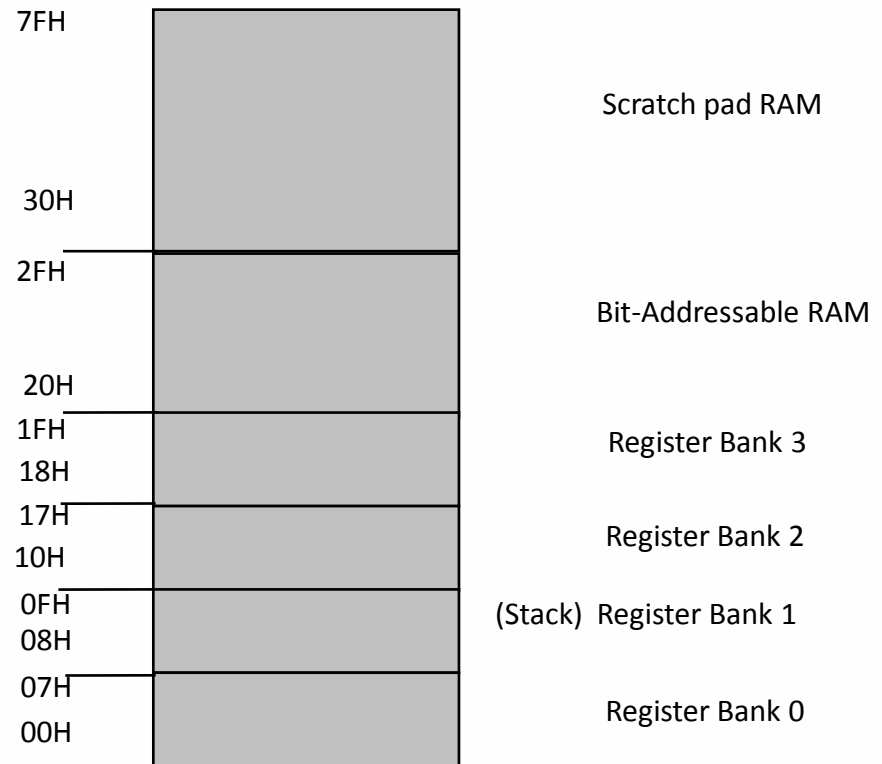 7FH
Scratch pad RAM
30H
2FH
Bit-Addressable RAM
20H
1FH
Register Bank 3
18H
17H
Register Bank 2
10H
0FH
(Stack) Register Bank 1
08H
07H
Register Bank 0
00H